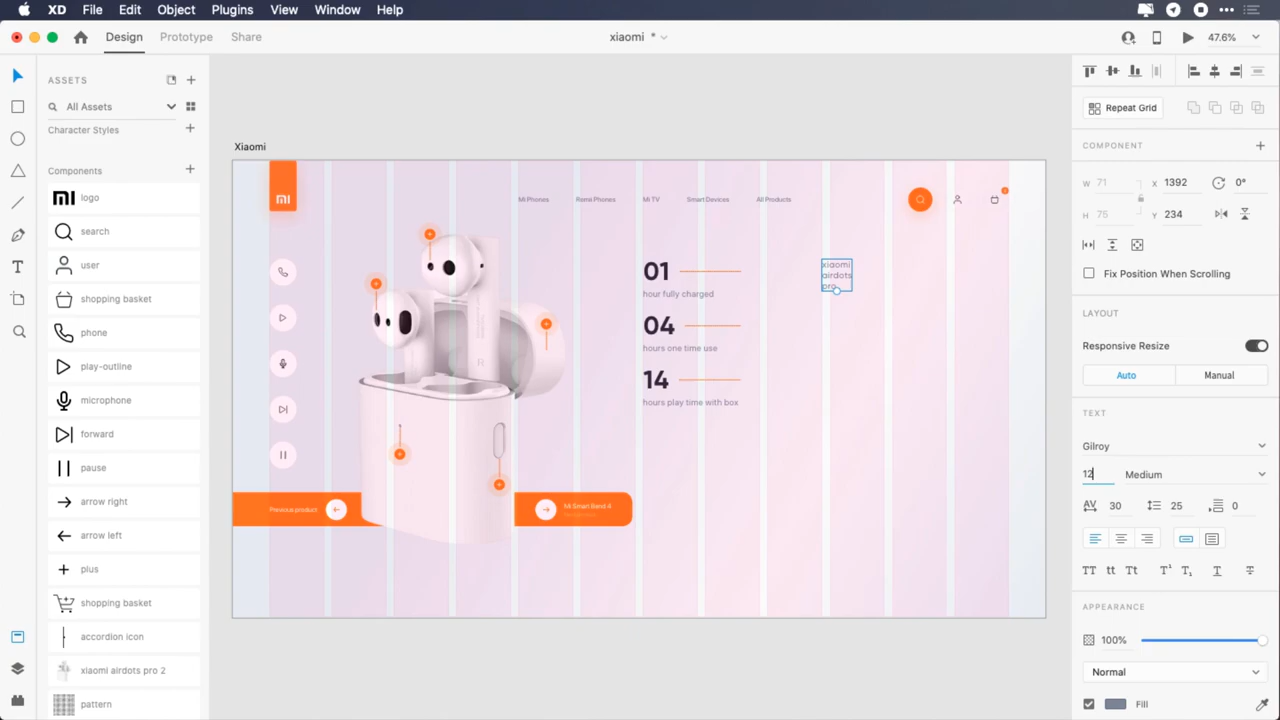 XD File Edit Object Plugins View Window Help
Design Prototype Share
xiaomi *
47.6%
ASSETS
All Assets
Character Styles
Components
logo
search
user
shopping basket
phone
play-outline
microphone
forward
pause
arrow right
arrow left
plus
shopping basket
accordion icon
xiaomi airdots pro 2
pattern
Xiaomi
Mi Phones Remi Phones Mi TV Smart Devices All Products
01
hour fully charged
04
hours one time use
14
hours play time with box
xiaomi
airdots
pro
Previous product
Mi Smart Band 4
Repeat Grid
COMPONENT
W 71 X 1392 0°
H 75 Y 234
Fix Position When Scrolling
LAYOUT
Responsive Resize
Auto Manual
TEXT
Gilroy
12 Medium
AV 30 25 0
TT tt Tt T¹ T₁ T T
APPEARANCE
100%
Normal
Fill